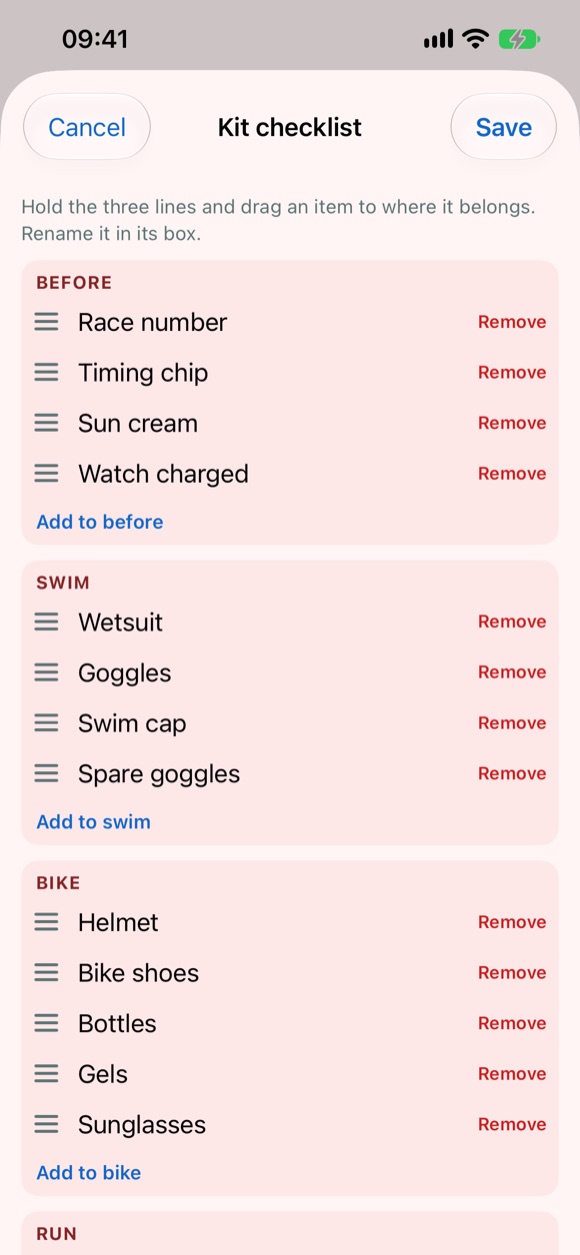 09:41
Cancel
Kit checklist
Save
Hold the three lines and drag an item to where it belongs.
Rename it in its box.
BEFORE
Race number
Remove
Timing chip
Remove
Sun cream
Remove
Watch charged
Remove
Add to before
SWIM
Wetsuit
Remove
Goggles
Remove
Swim cap
Remove
Spare goggles
Remove
Add to swim
BIKE
Helmet
Remove
Bike shoes
Remove
Bottles
Remove
Gels
Remove
Sunglasses
Remove
Add to bike
RUN